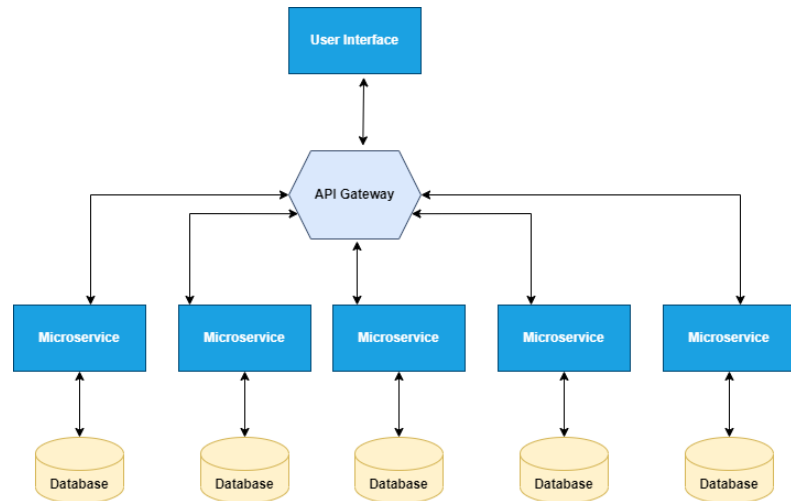 User Interface
API Gateway
Microservice
Microservice
Microservice
Microservice
Microservice
Database
Database
Database
Database
Database